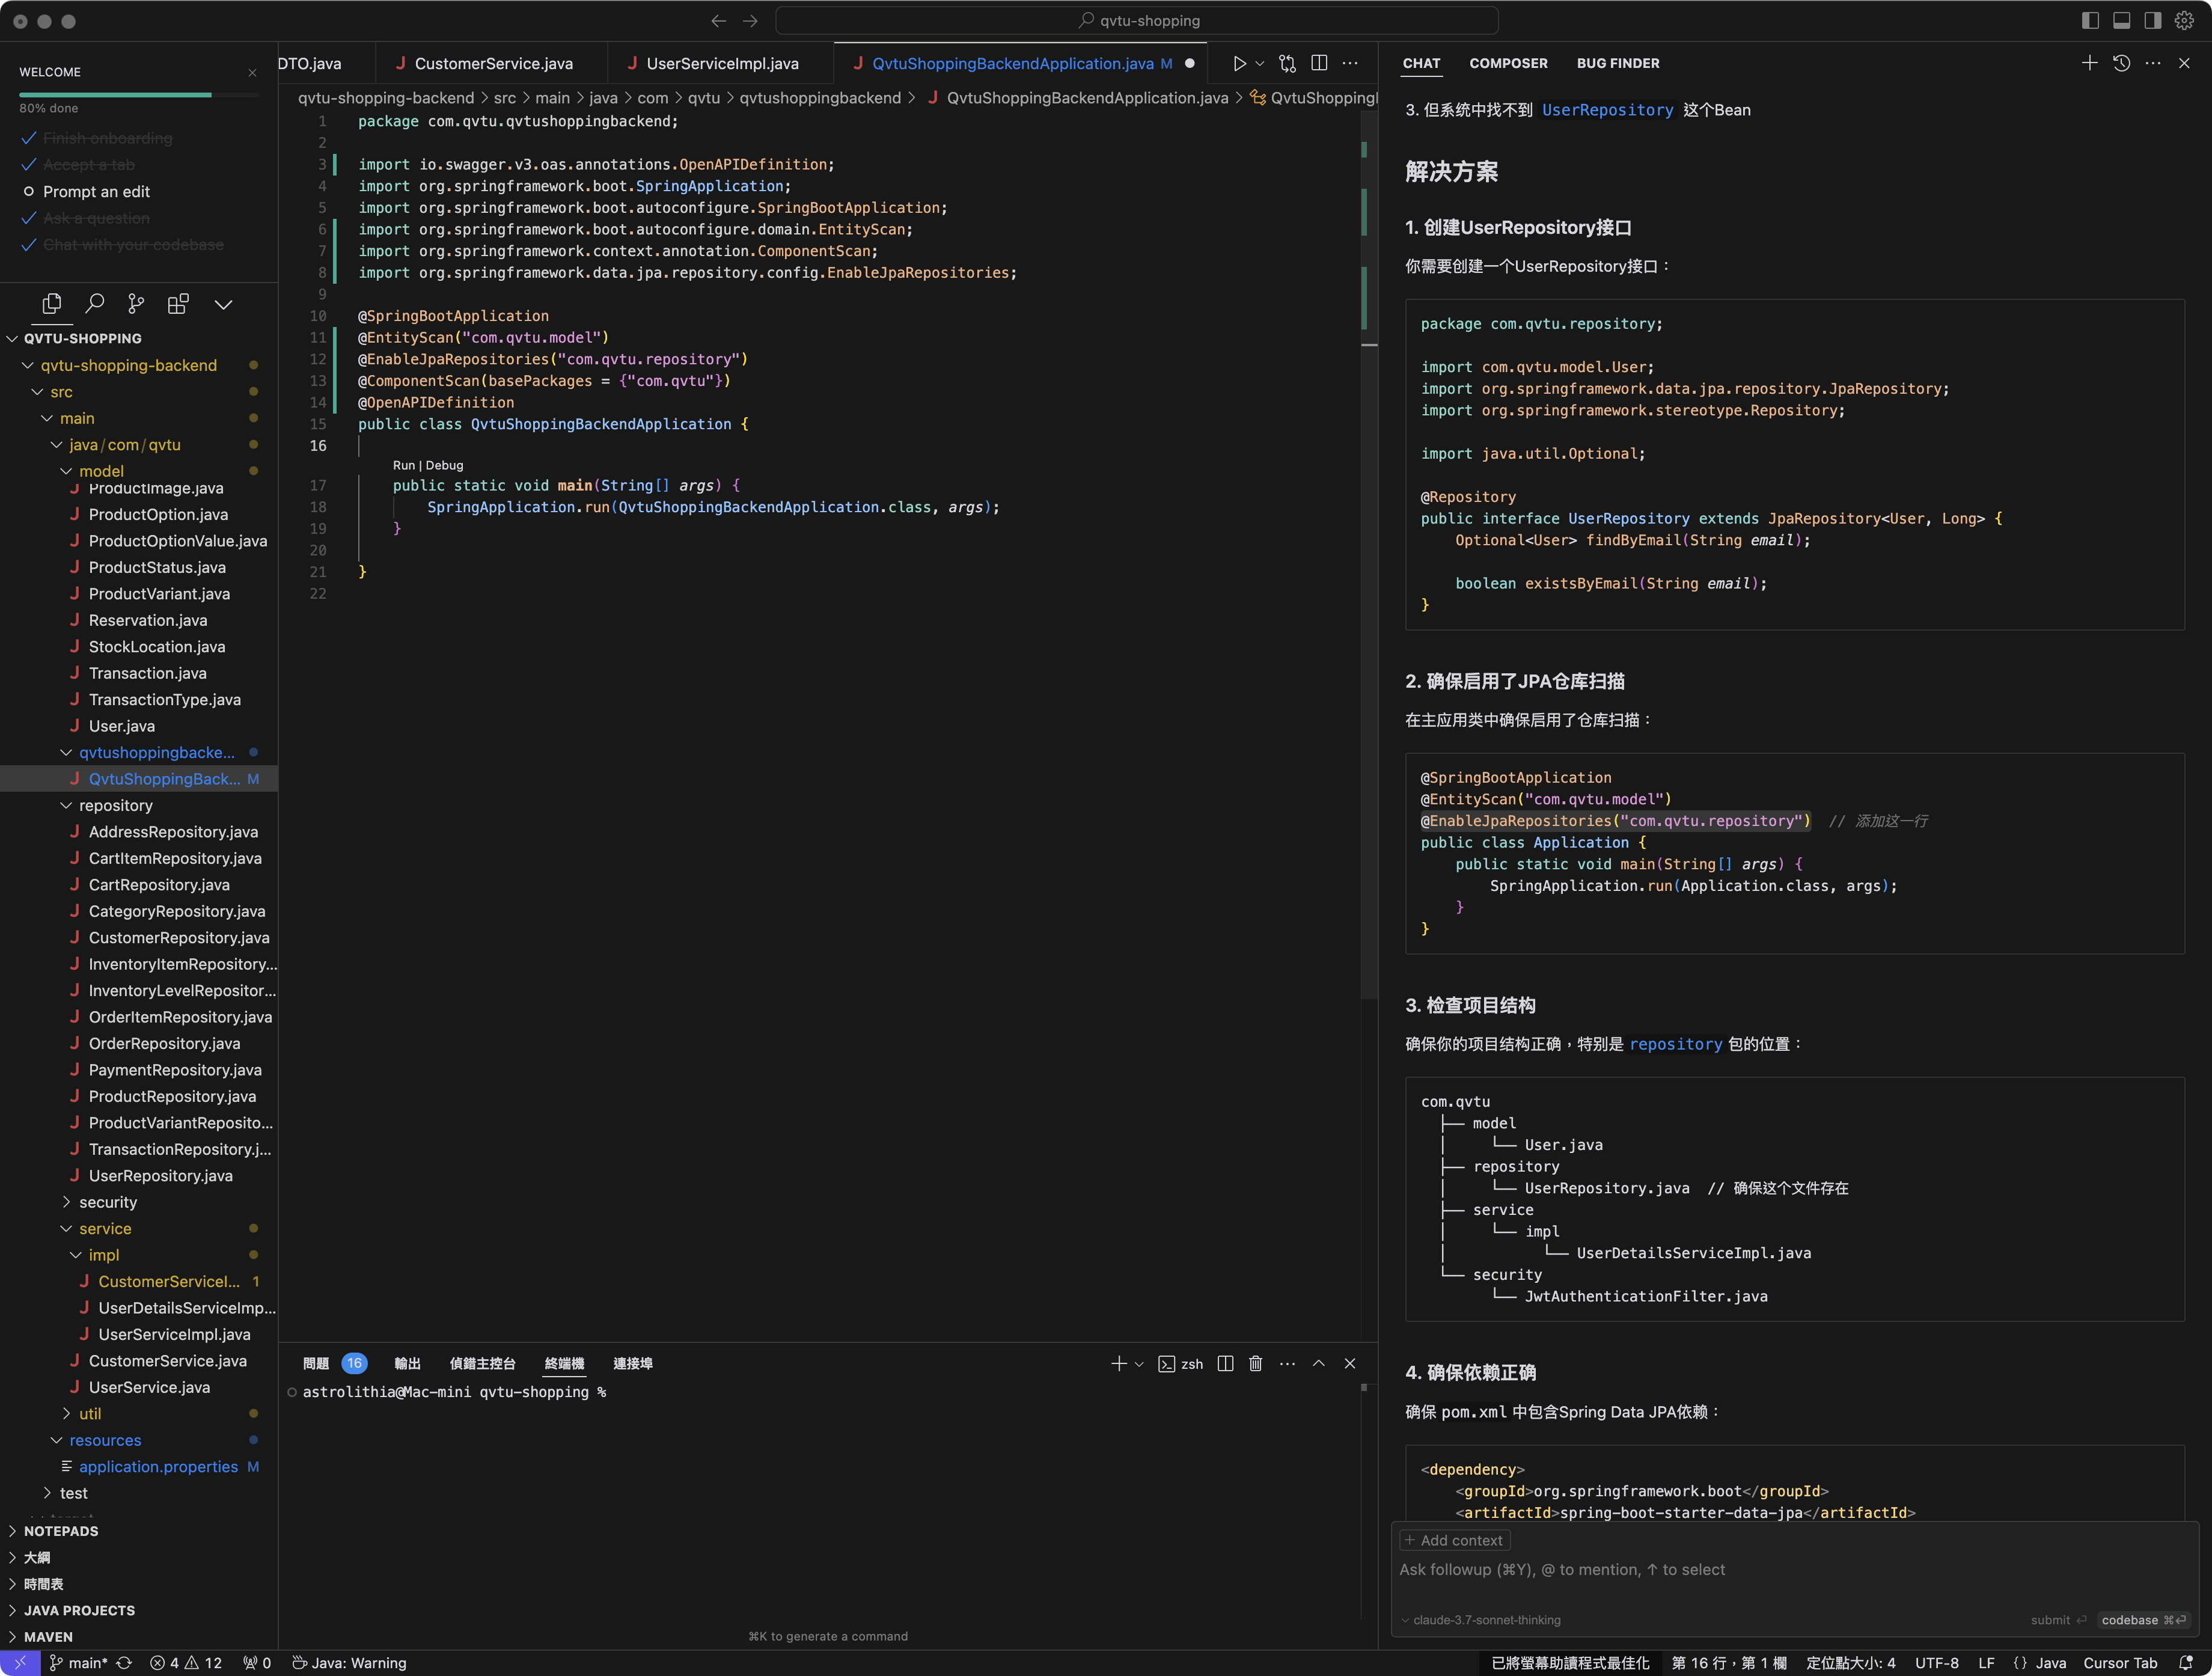 qvtu-shopping
WELCOME
80% done
Finish onboarding
Accept a tab
Prompt an edit
Ask a question
Chat with your codebase
QVTU-SHOPPING
qvtu-shopping-backend
src
main
java/com/qvtu
model
ProductImage.java
ProductOption.java
ProductOptionValue.java
ProductStatus.java
ProductVariant.java
Reservation.java
StockLocation.java
Transaction.java
TransactionType.java
User.java
qvtushoppingbacke...
QvtuShoppingBack... M
repository
AddressRepository.java
CartItemRepository.java
CartRepository.java
CategoryRepository.java
CustomerRepository.java
InventoryItemRepository...
InventoryLevelRepositor...
OrderItemRepository.java
OrderRepository.java
PaymentRepository.java
ProductRepository.java
ProductVariantReposito...
TransactionRepository.j...
UserRepository.java
security
service
impl
CustomerServiceI... 1
UserDetailsServiceImp...
UserServiceImpl.java
CustomerService.java
UserService.java
util
resources
application.properties M
test
NOTEPADS
大綱
時間表
JAVA PROJECTS
MAVEN
DTO.java
CustomerService.java
UserServiceImpl.java
QvtuShoppingBackendApplication.java M
qvtu-shopping-backend > src > main > java > com > qvtu > qvtushoppingbackend > QvtuShoppingBackendApplication.java > QvtuShoppingl
1 package com.qvtu.qvtushoppingbackend;
2
3 import io.swagger.v3.oas.annotations.OpenAPIDefinition;
4 import org.springframework.boot.SpringApplication;
5 import org.springframework.boot.autoconfigure.SpringBootApplication;
6 import org.springframework.boot.autoconfigure.domain.EntityScan;
7 import org.springframework.context.annotation.ComponentScan;
8 import org.springframework.data.jpa.repository.config.EnableJpaRepositories;
9
10 @SpringBootApplication
11 @EntityScan("com.qvtu.model")
12 @EnableJpaRepositories("com.qvtu.repository")
13 @ComponentScan(basePackages = {"com.qvtu"})
14 @OpenAPIDefinition
15 public class QvtuShoppingBackendApplication {
16
Run | Debug
17 public static void main(String[] args) {
18 SpringApplication.run(QvtuShoppingBackendApplication.class, args);
19 }
20
21 }
22
問題 16 輸出 偵錯主控台 終端機 連接埠
zsh
astrolithia@Mac-mini qvtu-shopping %
⌘K to generate a command
CHAT COMPOSER BUG FINDER
3. 但系统中找不到 UserRepository 这个Bean
解决方案
1. 创建UserRepository接口
你需要创建一个UserRepository接口：
package com.qvtu.repository;
import com.qvtu.model.User;
import org.springframework.data.jpa.repository.JpaRepository;
import org.springframework.stereotype.Repository;
import java.util.Optional;
@Repository
public interface UserRepository extends JpaRepository<User, Long> {
Optional<User> findByEmail(String email);
boolean existsByEmail(String email);
}
2. 确保启用了JPA仓库扫描
在主应用类中确保启用了仓库扫描：
@SpringBootApplication
@EntityScan("com.qvtu.model")
@EnableJpaRepositories("com.qvtu.repository") // 添加这一行
public class Application {
public static void main(String[] args) {
SpringApplication.run(Application.class, args);
}
}
3. 检查项目结构
确保你的项目结构正确，特别是 repository 包的位置：
com.qvtu
├── model
│ └── User.java
├── repository
│ └── UserRepository.java // 确保这个文件存在
├── service
│ └── impl
│ └── UserDetailsServiceImpl.java
└── security
└── JwtAuthenticationFilter.java
4. 确保依赖正确
确保 pom.xml 中包含Spring Data JPA依赖：
<dependency>
<groupId>org.springframework.boot</groupId>
<artifactId>spring-boot-starter-data-jpa</artifactId>
+ Add context
Ask followup (⌘Y), @ to mention, ↑ to select
claude-3.7-sonnet-thinking
submit ⏎ codebase ⌘⏎
main* 4 12 0 Java: Warning
已將螢幕助讀程式最佳化 第 16 行，第 1 欄 定位點大小: 4 UTF-8 LF {} Java Cursor Tab